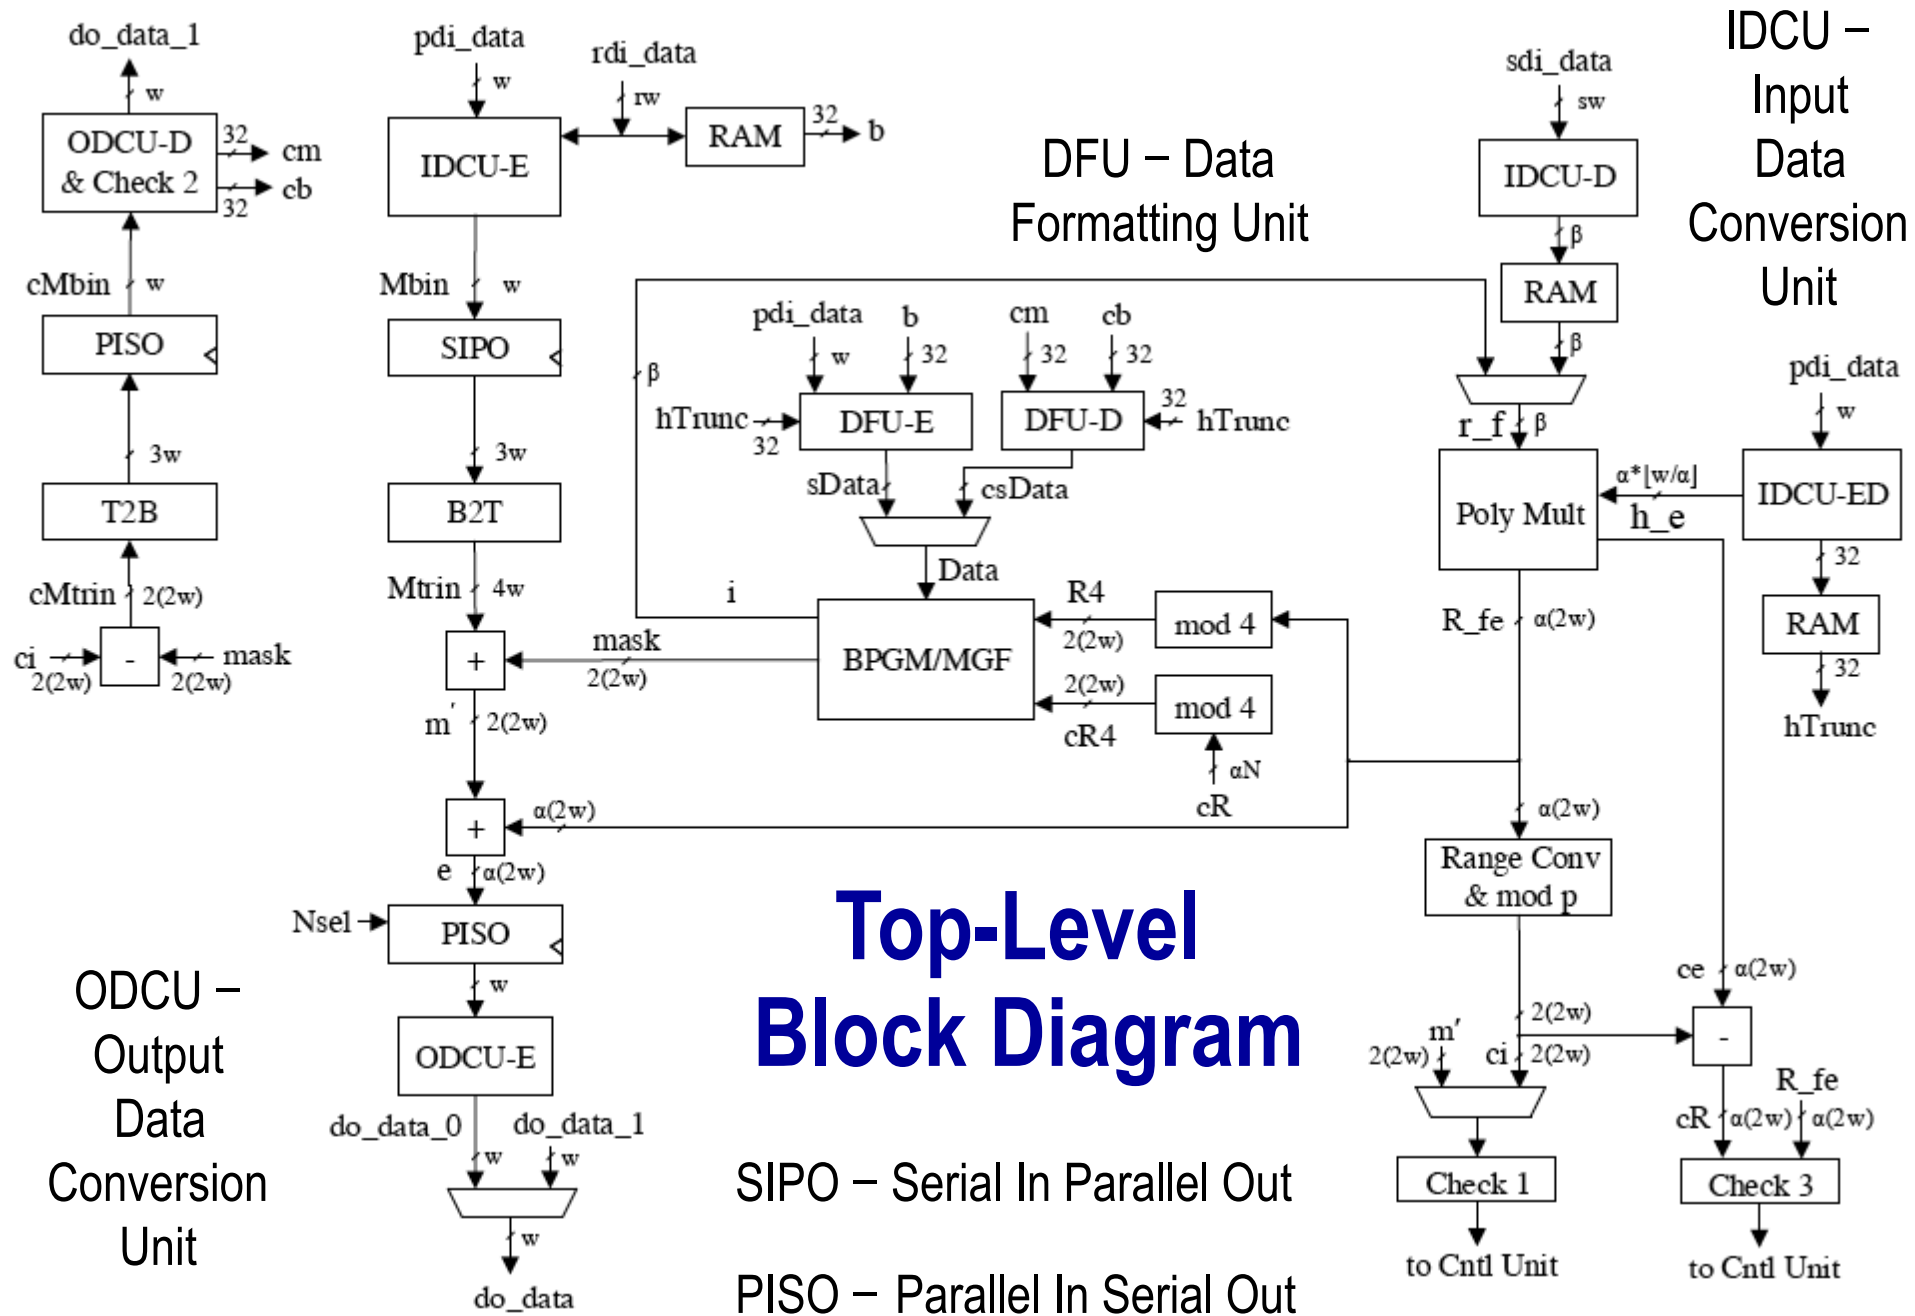 do_data_1
w
ODCU-D
& Check 2
32
cm
cb
32
cMbin
w
PISO
3w
T2B
cMtrin
2(2w)
ci
2(2w)
-
mask
2(2w)
pdi_data
w
rdi_data
rw
IDCU-E
RAM
32
b
Mbin
w
SIPO
3w
B2T
Mtrin
4w
+
mask
2(2w)
m′
2(2w)
+
α(2w)
e
α(2w)
Nsel
PISO
w
ODCU-E
do_data_0
do_data_1
w
w
w
do_data
DFU – Data
Formatting Unit
pdi_data
b
cm
cb
w
32
32
32
β
hTrunc
32
DFU-E
DFU-D
32
hTrunc
sData
csData
Data
i
BPGM/MGF
R4
2(2w)
mod 4
2(2w)
cR4
mod 4
αN
cR
sdi_data
sw
IDCU-D
β
RAM
β
r_f
β
Poly Mult
α*⌊w/α⌋
h_e
pdi_data
w
IDCU-ED
32
RAM
32
hTrunc
R_fe
α(2w)
α(2w)
Range Conv
& mod p
ce
α(2w)
2(2w)
-
m′
2(2w)
ci
2(2w)
R_fe
cR
α(2w)
α(2w)
Check 1
Check 3
to Cntl Unit
to Cntl Unit
IDCU –
Input
Data
Conversion
Unit
ODCU –
Output
Data
Conversion
Unit
Top-Level
Block Diagram
SIPO – Serial In Parallel Out
PISO – Parallel In Serial Out